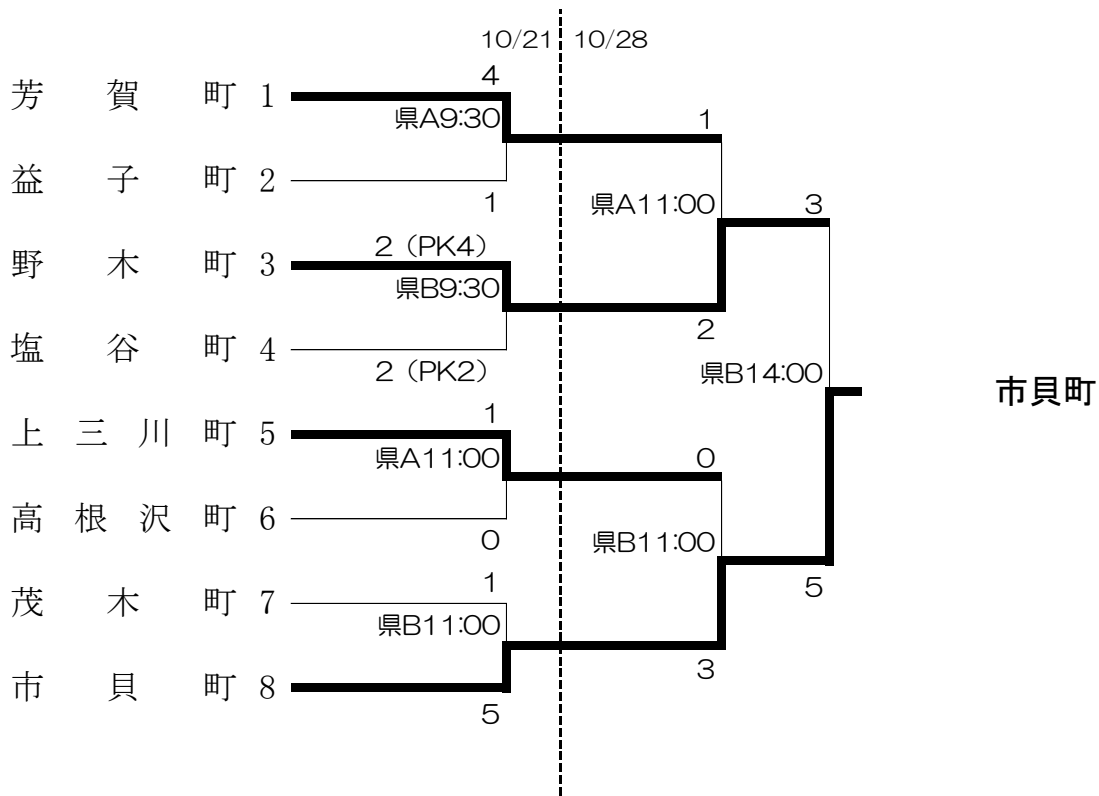 10/21 10/28
4
芳賀町 1
県A9:30
1
益子町 2
1
県A11:00
3
2（PK4）
野木町 3
県B9:30
2
塩谷町 4
2（PK2）
県B14:00
市貝町
1
上三川町 5
県A11:00
0
高根沢町 6
0
県B11:00
1
5
茂木町 7
県B11:00
3
市貝町 8
5